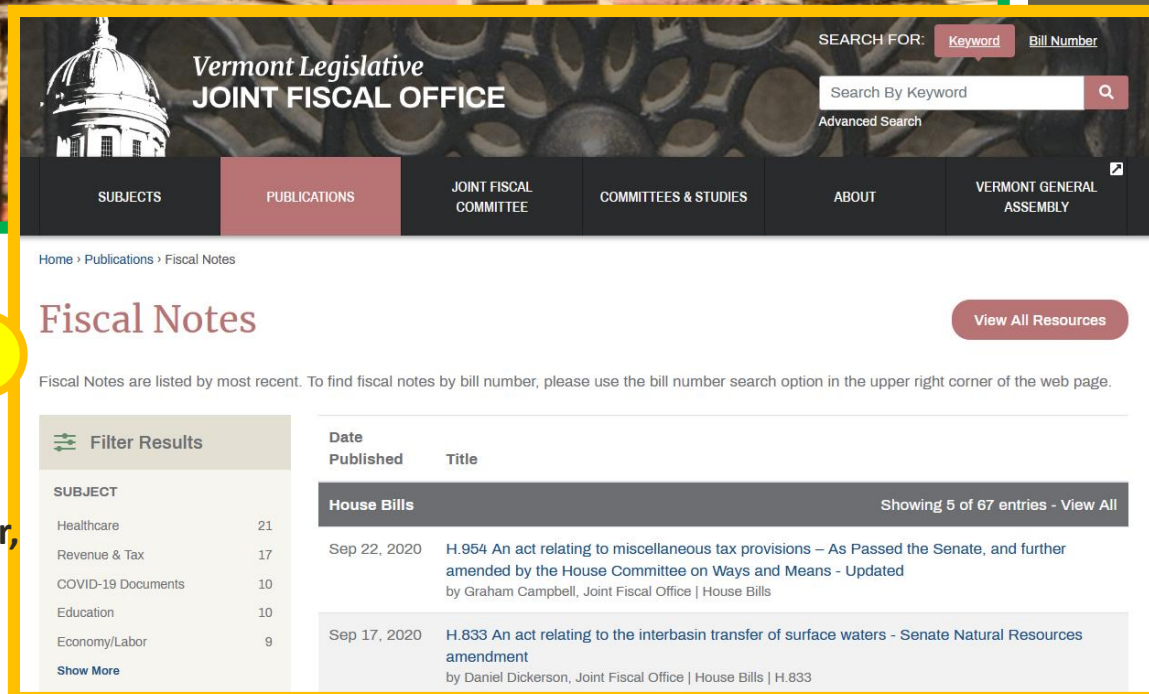 Vermont Legislative
JOINT FISCAL OFFICE
SEARCH FOR: Keyword Bill Number
Search By Keyword
Advanced Search
SUBJECTS
PUBLICATIONS
JOINT FISCAL
COMMITTEE
COMMITTEES & STUDIES
ABOUT
VERMONT GENERAL
ASSEMBLY
Home › Publications › Fiscal Notes
Fiscal Notes
View All Resources
Fiscal Notes are listed by most recent. To find fiscal notes by bill number, please use the bill number search option in the upper right corner of the web page.
Filter Results
SUBJECT
Healthcare 21
Revenue & Tax 17
COVID-19 Documents 10
Education 10
Economy/Labor 9
Show More
Date
Published Title
House Bills Showing 5 of 67 entries - View All
Sep 22, 2020 H.954 An act relating to miscellaneous tax provisions – As Passed the Senate, and further
amended by the House Committee on Ways and Means - Updated
by Graham Campbell, Joint Fiscal Office | House Bills
Sep 17, 2020 H.833 An act relating to the interbasin transfer of surface waters - Senate Natural Resources
amendment
by Daniel Dickerson, Joint Fiscal Office | House Bills | H.833